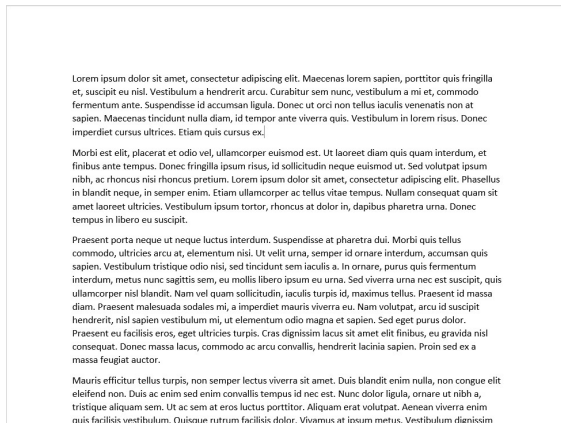 Lorem ipsum dolor sit amet, consectetur adipiscing elit. Maecenas lorem sapien, porttitor quis fringilla
et, suscipit eu nisl. Vestibulum a hendrerit arcu. Curabitur sem nunc, vestibulum a mi et, commodo
fermentum ante. Suspendisse id accumsan ligula. Donec ut orci non tellus iaculis venenatis non at
sapien. Maecenas tincidunt nulla diam, id tempor ante viverra quis. Vestibulum in lorem risus. Donec
imperdiet cursus ultrices. Etiam quis cursus ex.
Morbi est elit, placerat et odio vel, ullamcorper euismod est. Ut laoreet diam quis quam interdum, et
finibus ante tempus. Donec fringilla ipsum risus, id sollicitudin neque euismod ut. Sed volutpat ipsum
nibh, ac rhoncus nisi rhoncus pretium. Lorem ipsum dolor sit amet, consectetur adipiscing elit. Phasellus
in blandit neque, in semper enim. Etiam ullamcorper ac tellus vitae tempus. Nullam consequat quam sit
amet laoreet ultricies. Vestibulum ipsum tortor, rhoncus at dolor in, dapibus pharetra urna. Donec
tempus in libero eu suscipit.
Praesent porta neque ut neque luctus interdum. Suspendisse at pharetra dui. Morbi quis tellus
commodo, ultricies arcu at, elementum nisi. Ut velit urna, semper id ornare interdum, accumsan quis
sapien. Vestibulum tristique odio nisi, sed tincidunt sem iaculis a. In ornare, purus quis fermentum
interdum, metus nunc sagittis sem, eu mollis libero ipsum eu urna. Sed viverra urna nec est suscipit, quis
ullamcorper nisl blandit. Nam vel quam sollicitudin, iaculis turpis id, maximus tellus. Praesent id massa
diam. Praesent malesuada sodales mi, a imperdiet mauris viverra eu. Nam volutpat, arcu id suscipit
hendrerit, nisl sapien vestibulum mi, ut elementum odio magna et sapien. Sed eget purus dolor.
Praesent eu facilisis eros, eget ultricies turpis. Cras dignissim lacus sit amet elit finibus, eu gravida nisl
consequat. Donec massa lacus, commodo ac arcu convallis, hendrerit lacinia sapien. Proin sed ex a
massa feugiat auctor.
Mauris efficitur tellus turpis, non semper lectus viverra sit amet. Duis blandit enim nulla, non congue elit
eleifend non. Duis ac enim sed enim convallis tempus id nec est. Nunc dolor ligula, ornare ut nibh a,
tristique aliquam sem. Ut ac sem at eros luctus porttitor. Aliquam erat volutpat. Aenean viverra enim
quis facilisis vestibulum. Quisque rutrum facilisis dolor. Vivamus at ipsum metus. Vestibulum dignissim